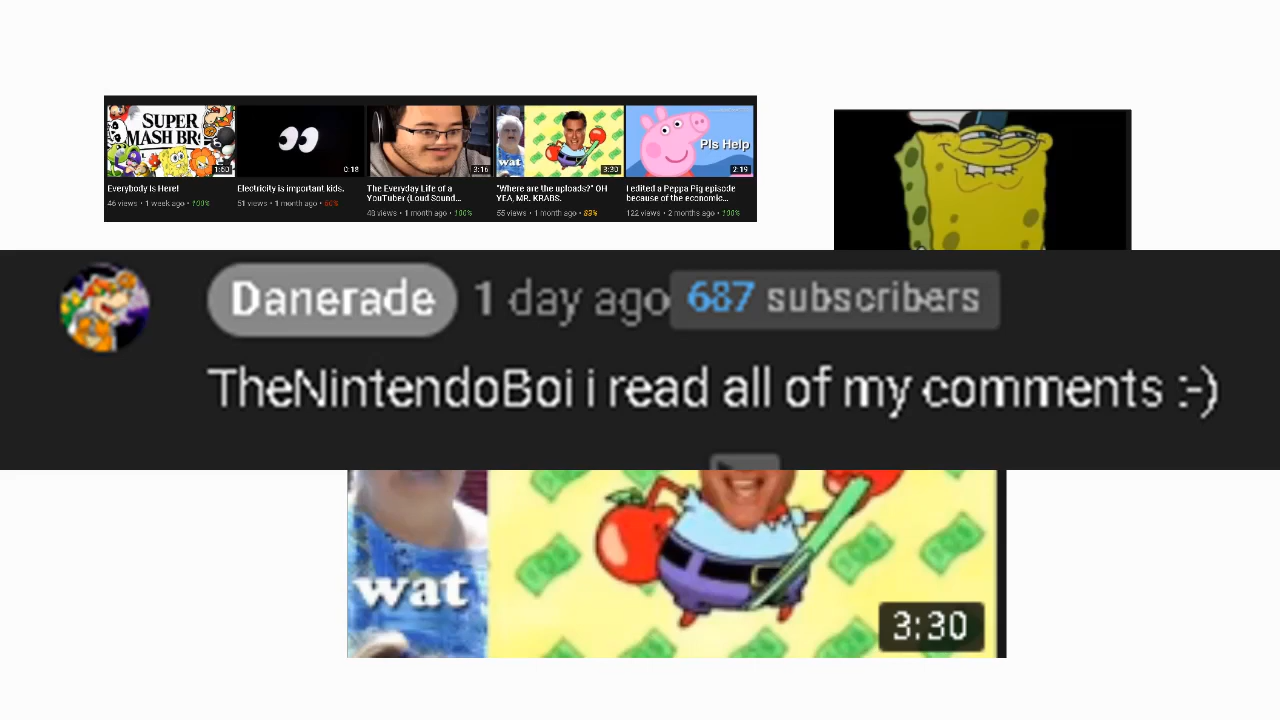 SUPER
MASH BR
1:50
0:18
3:16
wat
3:30
Pls Help
2:19
Everybody Is Here!
46 views • 1 week ago • 100%
Electricity is important kids.
51 views • 1 month ago • 60%
The Everyday Life of a
YouTuber (Loud Sound...
48 views • 1 month ago • 100%
"Where are the uploads?" OH
YEA, MR. KRABS.
55 views • 1 month ago • 83%
I edited a Peppa Pig episode
because of the economic...
122 views • 2 months ago • 100%
Danerade 1 day ago 687 subscribers
TheNintendoBoi i read all of my comments :-)
wat
3:30